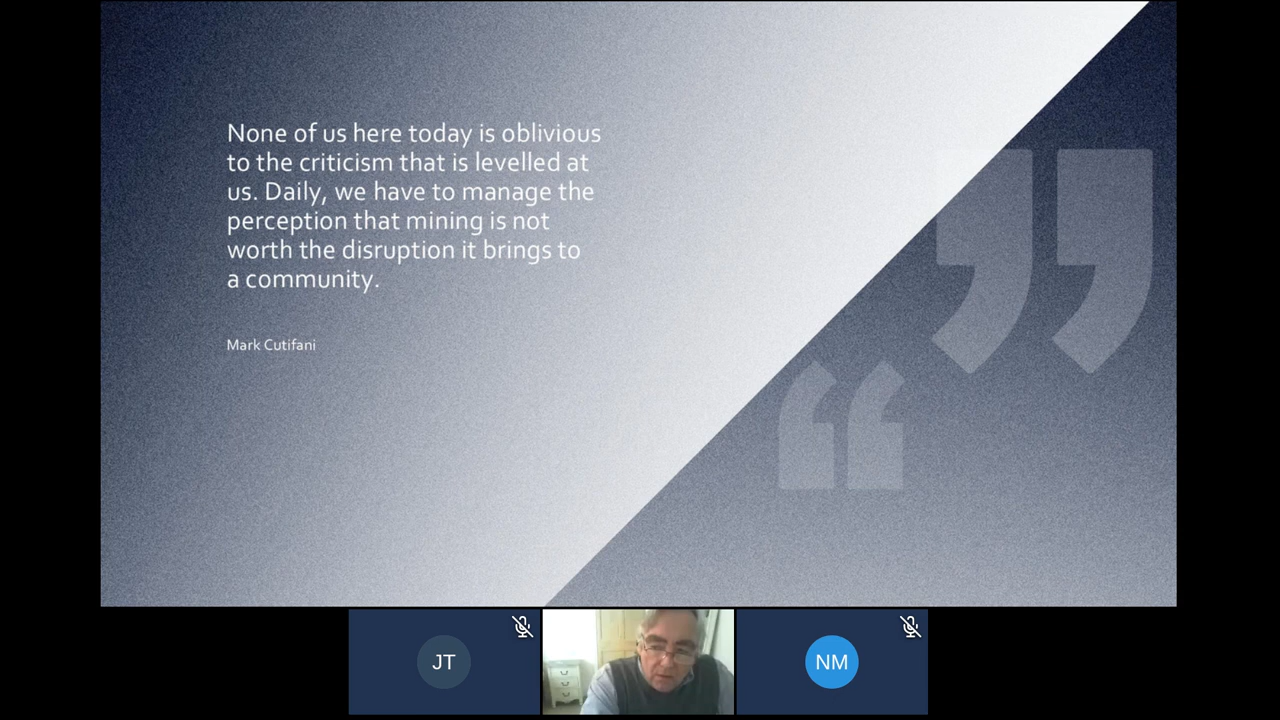 None of us here today is oblivious
to the criticism that is levelled at
us. Daily, we have to manage the
perception that mining is not
worth the disruption it brings to
a community.
Mark Cutifani
JT
NM